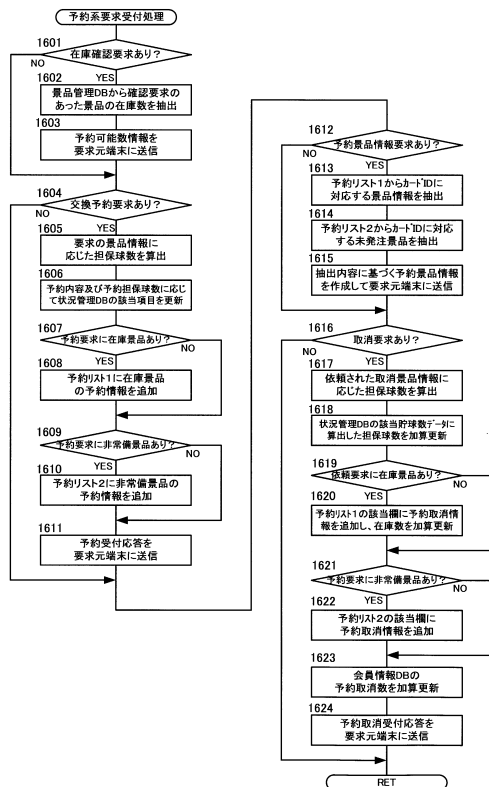 予約系要求受付処理
1601
在庫確認要求あり?
NO
YES
1602
景品管理DBから確認要求の
あった景品の在庫数を抽出
1603
予約可能数情報を
要求元端末に送信
1604
交換予約要求あり?
NO
YES
1605
要求の景品情報に
応じた担保球数を算出
1606
予約内容及び予約担保球数に応じ
て状況管理DBの該当項目を更新
1607
予約要求に在庫景品あり?
NO
YES
1608
予約リスト1に在庫景品
の予約情報を追加
1609
予約要求に非常備景品あり?
NO
YES
1610
予約リスト2に非常備景品の
予約情報を追加
1611
予約受付応答を
要求元端末に送信
1612
予約景品情報要求あり?
NO
YES
1613
予約リスト1からカードIDに
対応する景品情報を抽出
1614
予約リスト2からカードIDに対応
する未発注景品を抽出
1615
抽出内容に基づく予約景品情報
を作成して要求元端末に送信
1616
取消要求あり?
NO
YES
1617
依頼された取消景品情報に
応じた担保球数を算出
1618
状況管理DBの該当貯球数データに
算出した担保球数を加算更新
1619
依頼要求に在庫景品あり?
NO
YES
1620
予約リスト1の該当欄に予約取消情
報を追加し、在庫数を加算更新
1621
予約要求に非常備景品あり?
NO
YES
1622
予約リスト2の該当欄に
予約取消情報を追加
1623
会員情報DBの
予約取消数を加算更新
1624
予約取消受付応答を
要求元端末に送信
RET